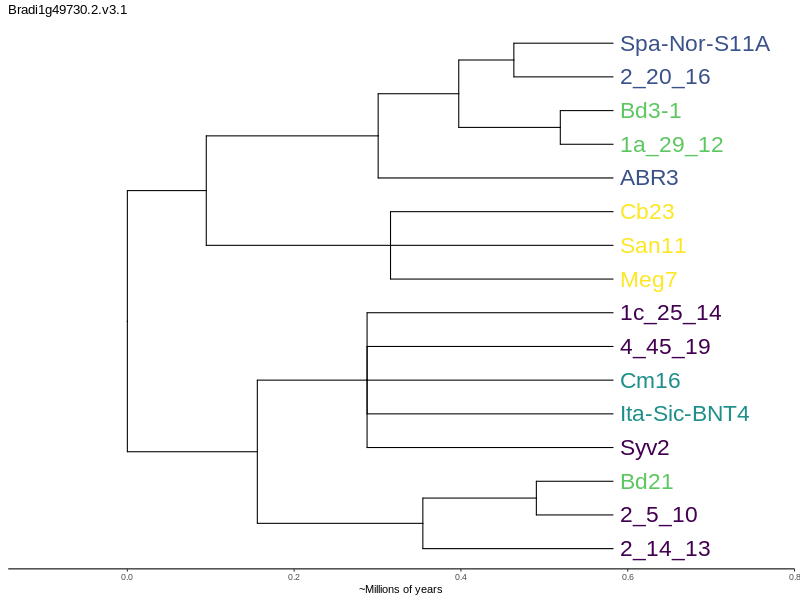 Bradi1g49730.2.v3.1
Spa-Nor-S11A
2_20_16
Bd3-1
1a_29_12
ABR3
Cb23
San11
Meg7
1c_25_14
4_45_19
Cm16
Ita-Sic-BNT4
Syv2
Bd21
2_5_10
2_14_13
0.0 0.2 0.4 0.6 0.8
~Millions of years